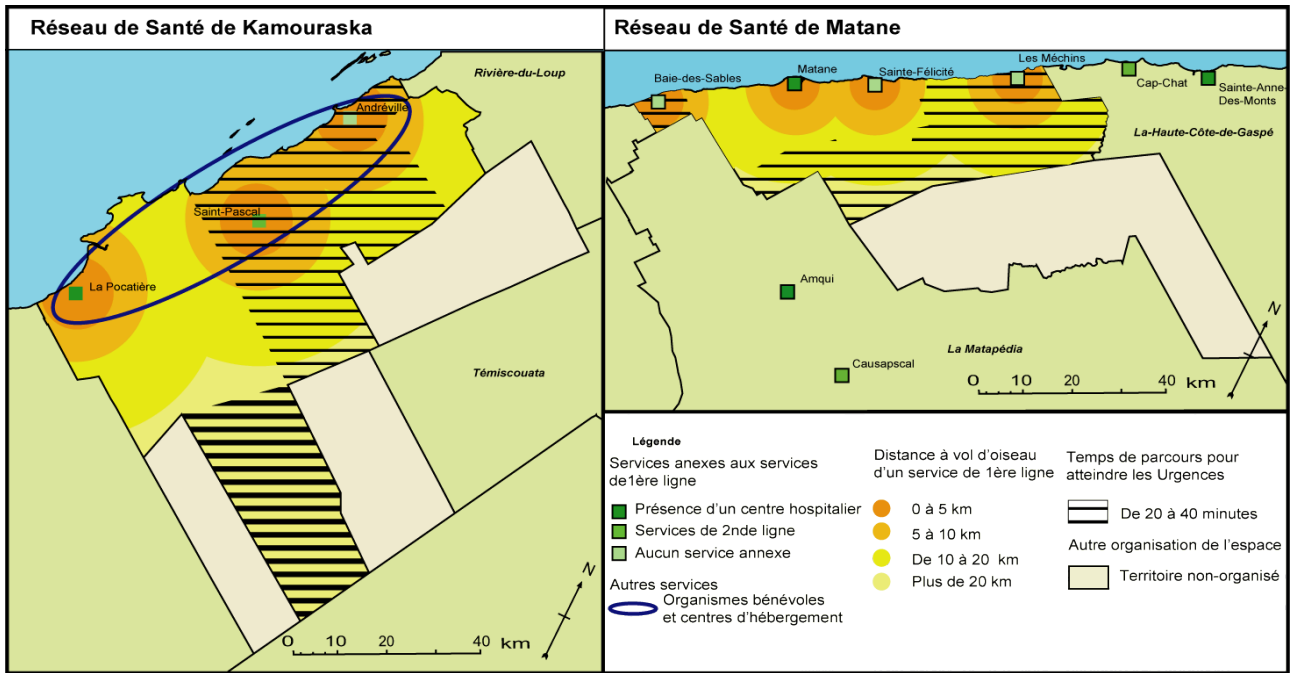 Réseau de Santé de Kamouraska
Rivière-du-Loup
Andréville
Saint-Pascal
La Pocatière
Témiscouata
N
0 10 20 40 km
Réseau de Santé de Matane
Les Méchins
Baie-des-Sables
Matane
Sainte-Félicité
Cap-Chat
Sainte-Anne-
Des-Monts
La-Haute-Côte-de-Gaspé
Amqui
La Matapédia
Causapscal
N
0 10 20 40 km
Légende
Services anexes aux services
de1ère ligne
Présence d'un centre hospitalier
Services de 2nde ligne
Aucun service annexe
Autres services
Organismes bénévoles
et centres d'hébergement
Distance à vol d'oiseau
d'un service de 1ère ligne
0 à 5 km
5 à 10 km
De 10 à 20 km
Plus de 20 km
Temps de parcours pour
atteindre les Urgences
De 20 à 40 minutes
Autre organisation de l'espace
Territoire non-organisé